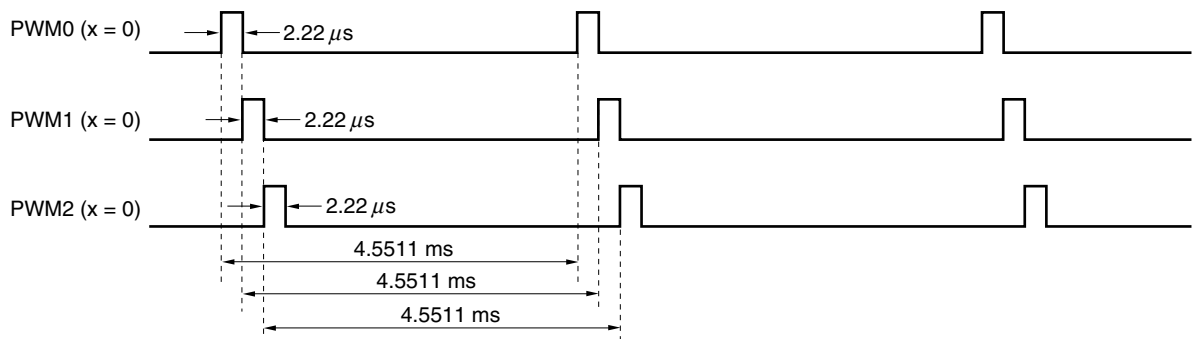 PWM0 (x = 0)
2.22 μs
PWM1 (x = 0)
2.22 μs
PWM2 (x = 0)
2.22 μs
4.5511 ms
4.5511 ms
4.5511 ms